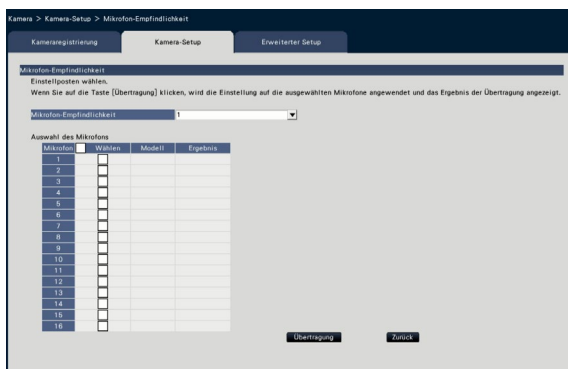 Kamera > Kamera-Setup > Mikrofon-Empfindlichkeit
Kameraregistrierung Kamera-Setup Erweiterter Setup
Mikrofon-Empfindlichkeit
Einstellposten wählen.
Wenn Sie auf die Taste [Übertragung] klicken, wird die Einstellung auf die ausgewählten Mikrofone angewendet und das Ergebnis der Übertragung angezeigt.
Mikrofon-Empfindlichkeit 1
Auswahl des Mikrofons
Mikrofon Wählen Modell Ergebnis
1
2
3
4
5
6
7
8
9
10
11
12
13
14
15
16
Übertragung Zurück